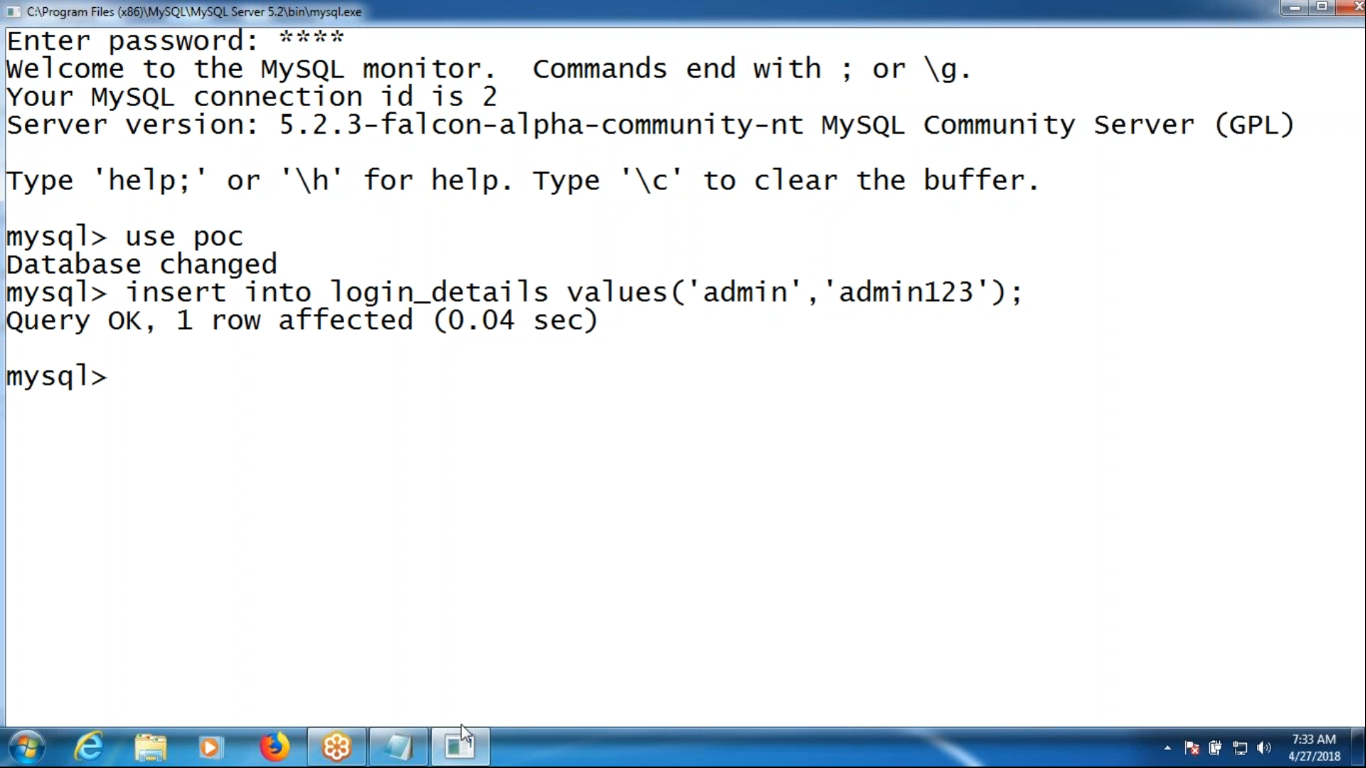 C:\Program Files (x86)\MySQL\MySQL Server 5.2\bin\mysql.exe
Enter password: ****
Welcome to the MySQL monitor.  Commands end with ; or \g.
Your MySQL connection id is 2
Server version: 5.2.3-falcon-alpha-community-nt MySQL Community Server (GPL)
Type 'help;' or '\h' for help. Type '\c' to clear the buffer.
mysql> use poc
Database changed
mysql> insert into login_details values('admin','admin123');
Query OK, 1 row affected (0.04 sec)
mysql>
7:33 AM
4/27/2018